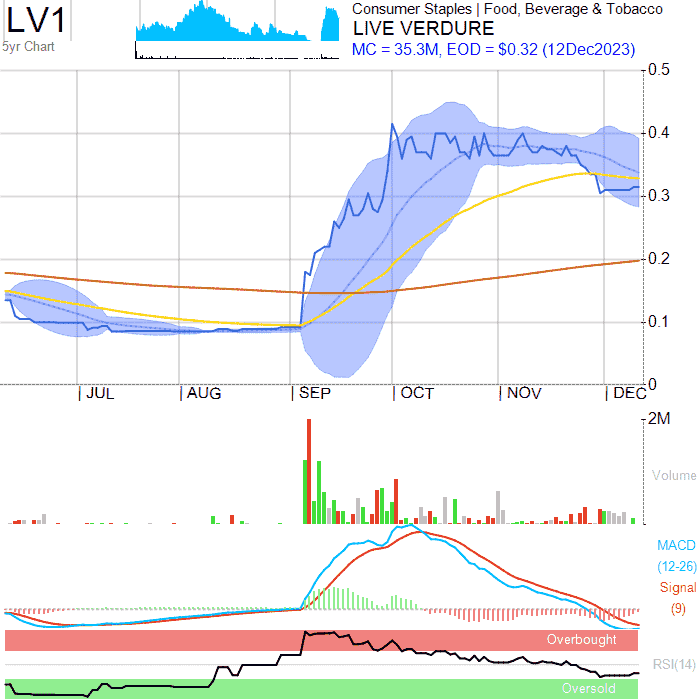 LV1
5yr Chart
Consumer Staples | Food, Beverage & Tobacco
LIVE VERDURE
MC = 35.3M, EOD = $0.32 (12Dec2023)
0.5
0.4
0.3
0.2
0.1
0
| JUL | AUG | SEP | OCT | NOV | DEC
2M
Volume
MACD
(12-26)
Signal
(9)
Overbought
RSI(14)
Oversold